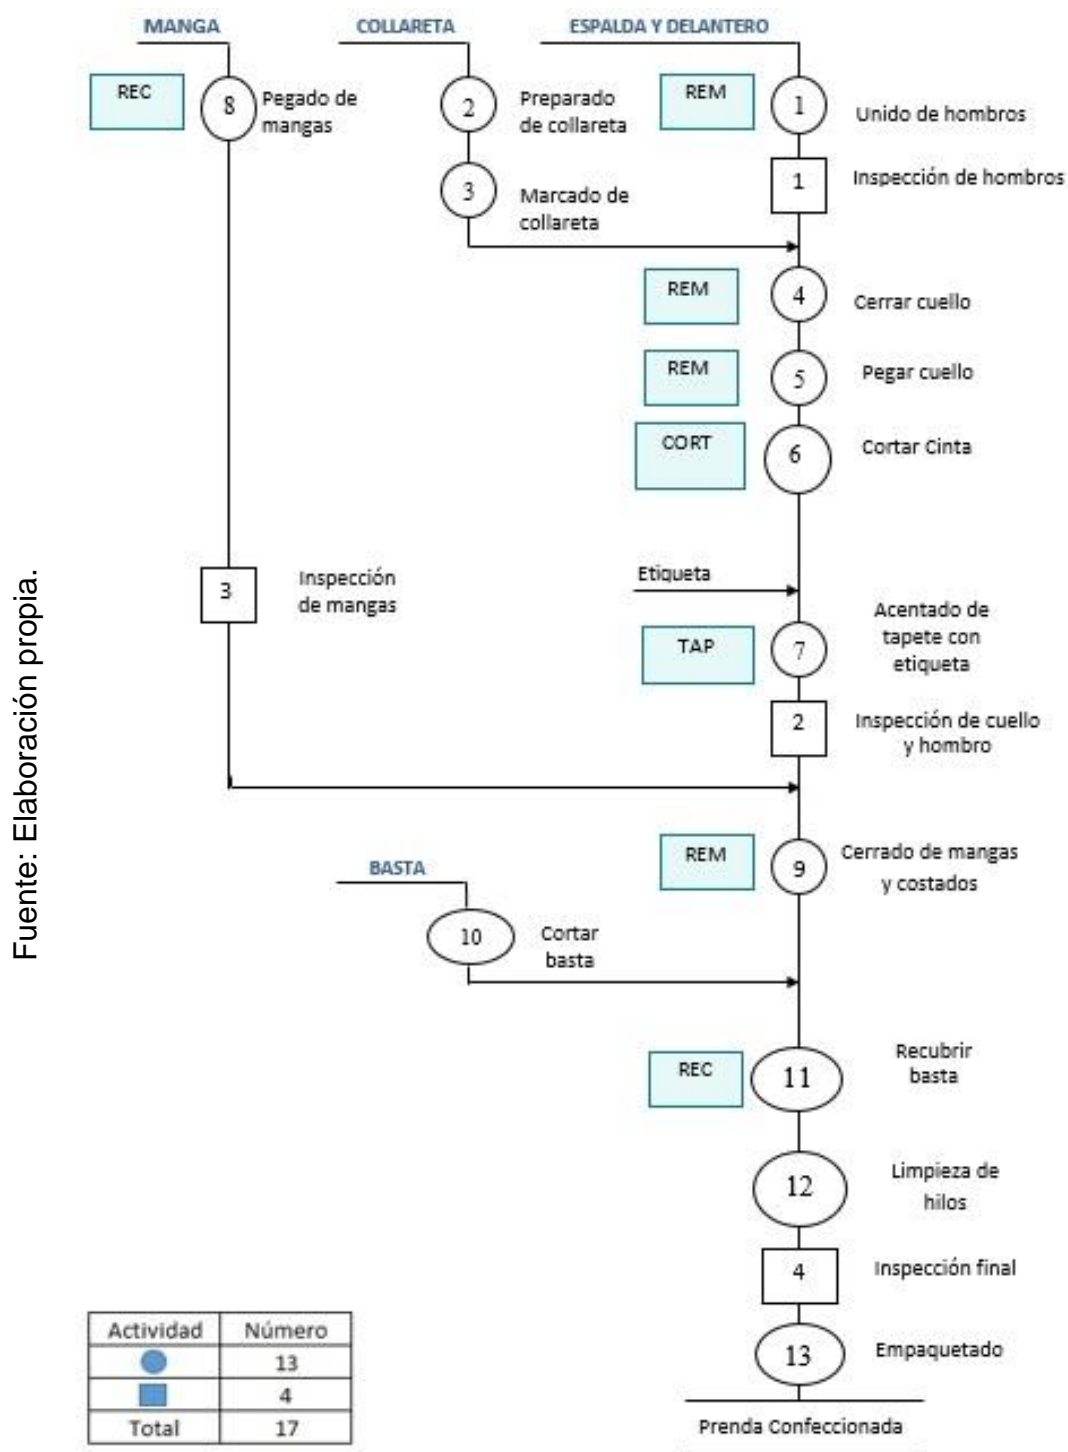 MANGA
COLLARETA
ESPALDA Y DELANTERO
REC
8
Pegado de
mangas
2
Preparado
de collareta
REM
1
Unido de hombros
3
Marcado de
collareta
1
Inspección de hombros
REM
4
Cerrar cuello
REM
5
Pegar cuello
CORT
6
Cortar Cinta
3
Inspección
de mangas
Etiqueta
TAP
7
Acentado de
tapete con
etiqueta
2
Inspección de cuello
y hombro
REM
9
Cerrado de mangas
y costados
BASTA
10
Cortar
basta
REC
11
Recubrir
basta
12
Limpieza de
hilos
4
Inspección final
13
Empaquetado
Prenda Confeccionada
Actividad Número
13
4
Total 17
Fuente: Elaboración propia.